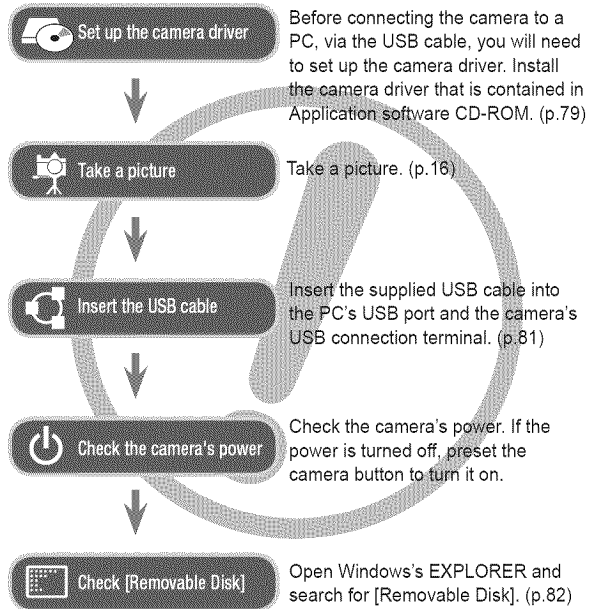 Set up the camera driver
Before connecting the camera to a
PC, via the USB cable, you will need
to set up the camera driver. Install
the camera driver that is contained in
Application software CD-ROM. (p.79)
Take a picture
Take a picture. (p.16)
Insert the USB cable
Insert the supplied USB cable into
the PC's USB port and the camera's
USB connection terminal. (p.81)
Check the camera's power
Check the camera's power. If the
power is turned off, preset the
camera button to turn it on.
Check [Removable Disk]
Open Windows's EXPLORER and
search for [Removable Disk]. (p.82)